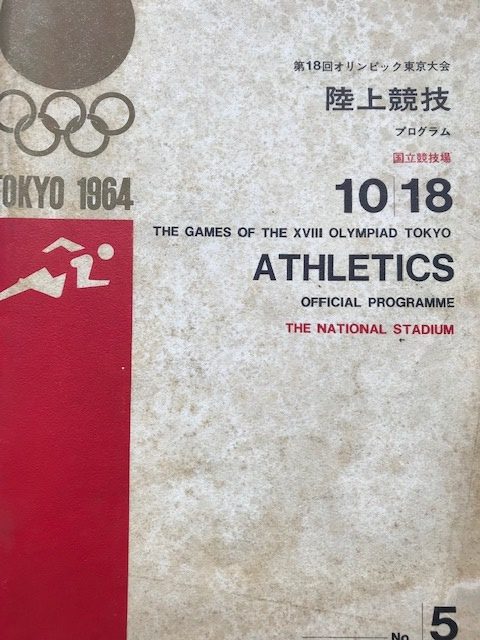 第18回オリンピック東京大会
陸上競技
プログラム
国立競技場
10|18
TOKYO 1964
THE GAMES OF THE XVIII OLYMPIAD TOKYO
ATHLETICS
OFFICIAL PROGRAMME
THE NATIONAL STADIUM
No. 5